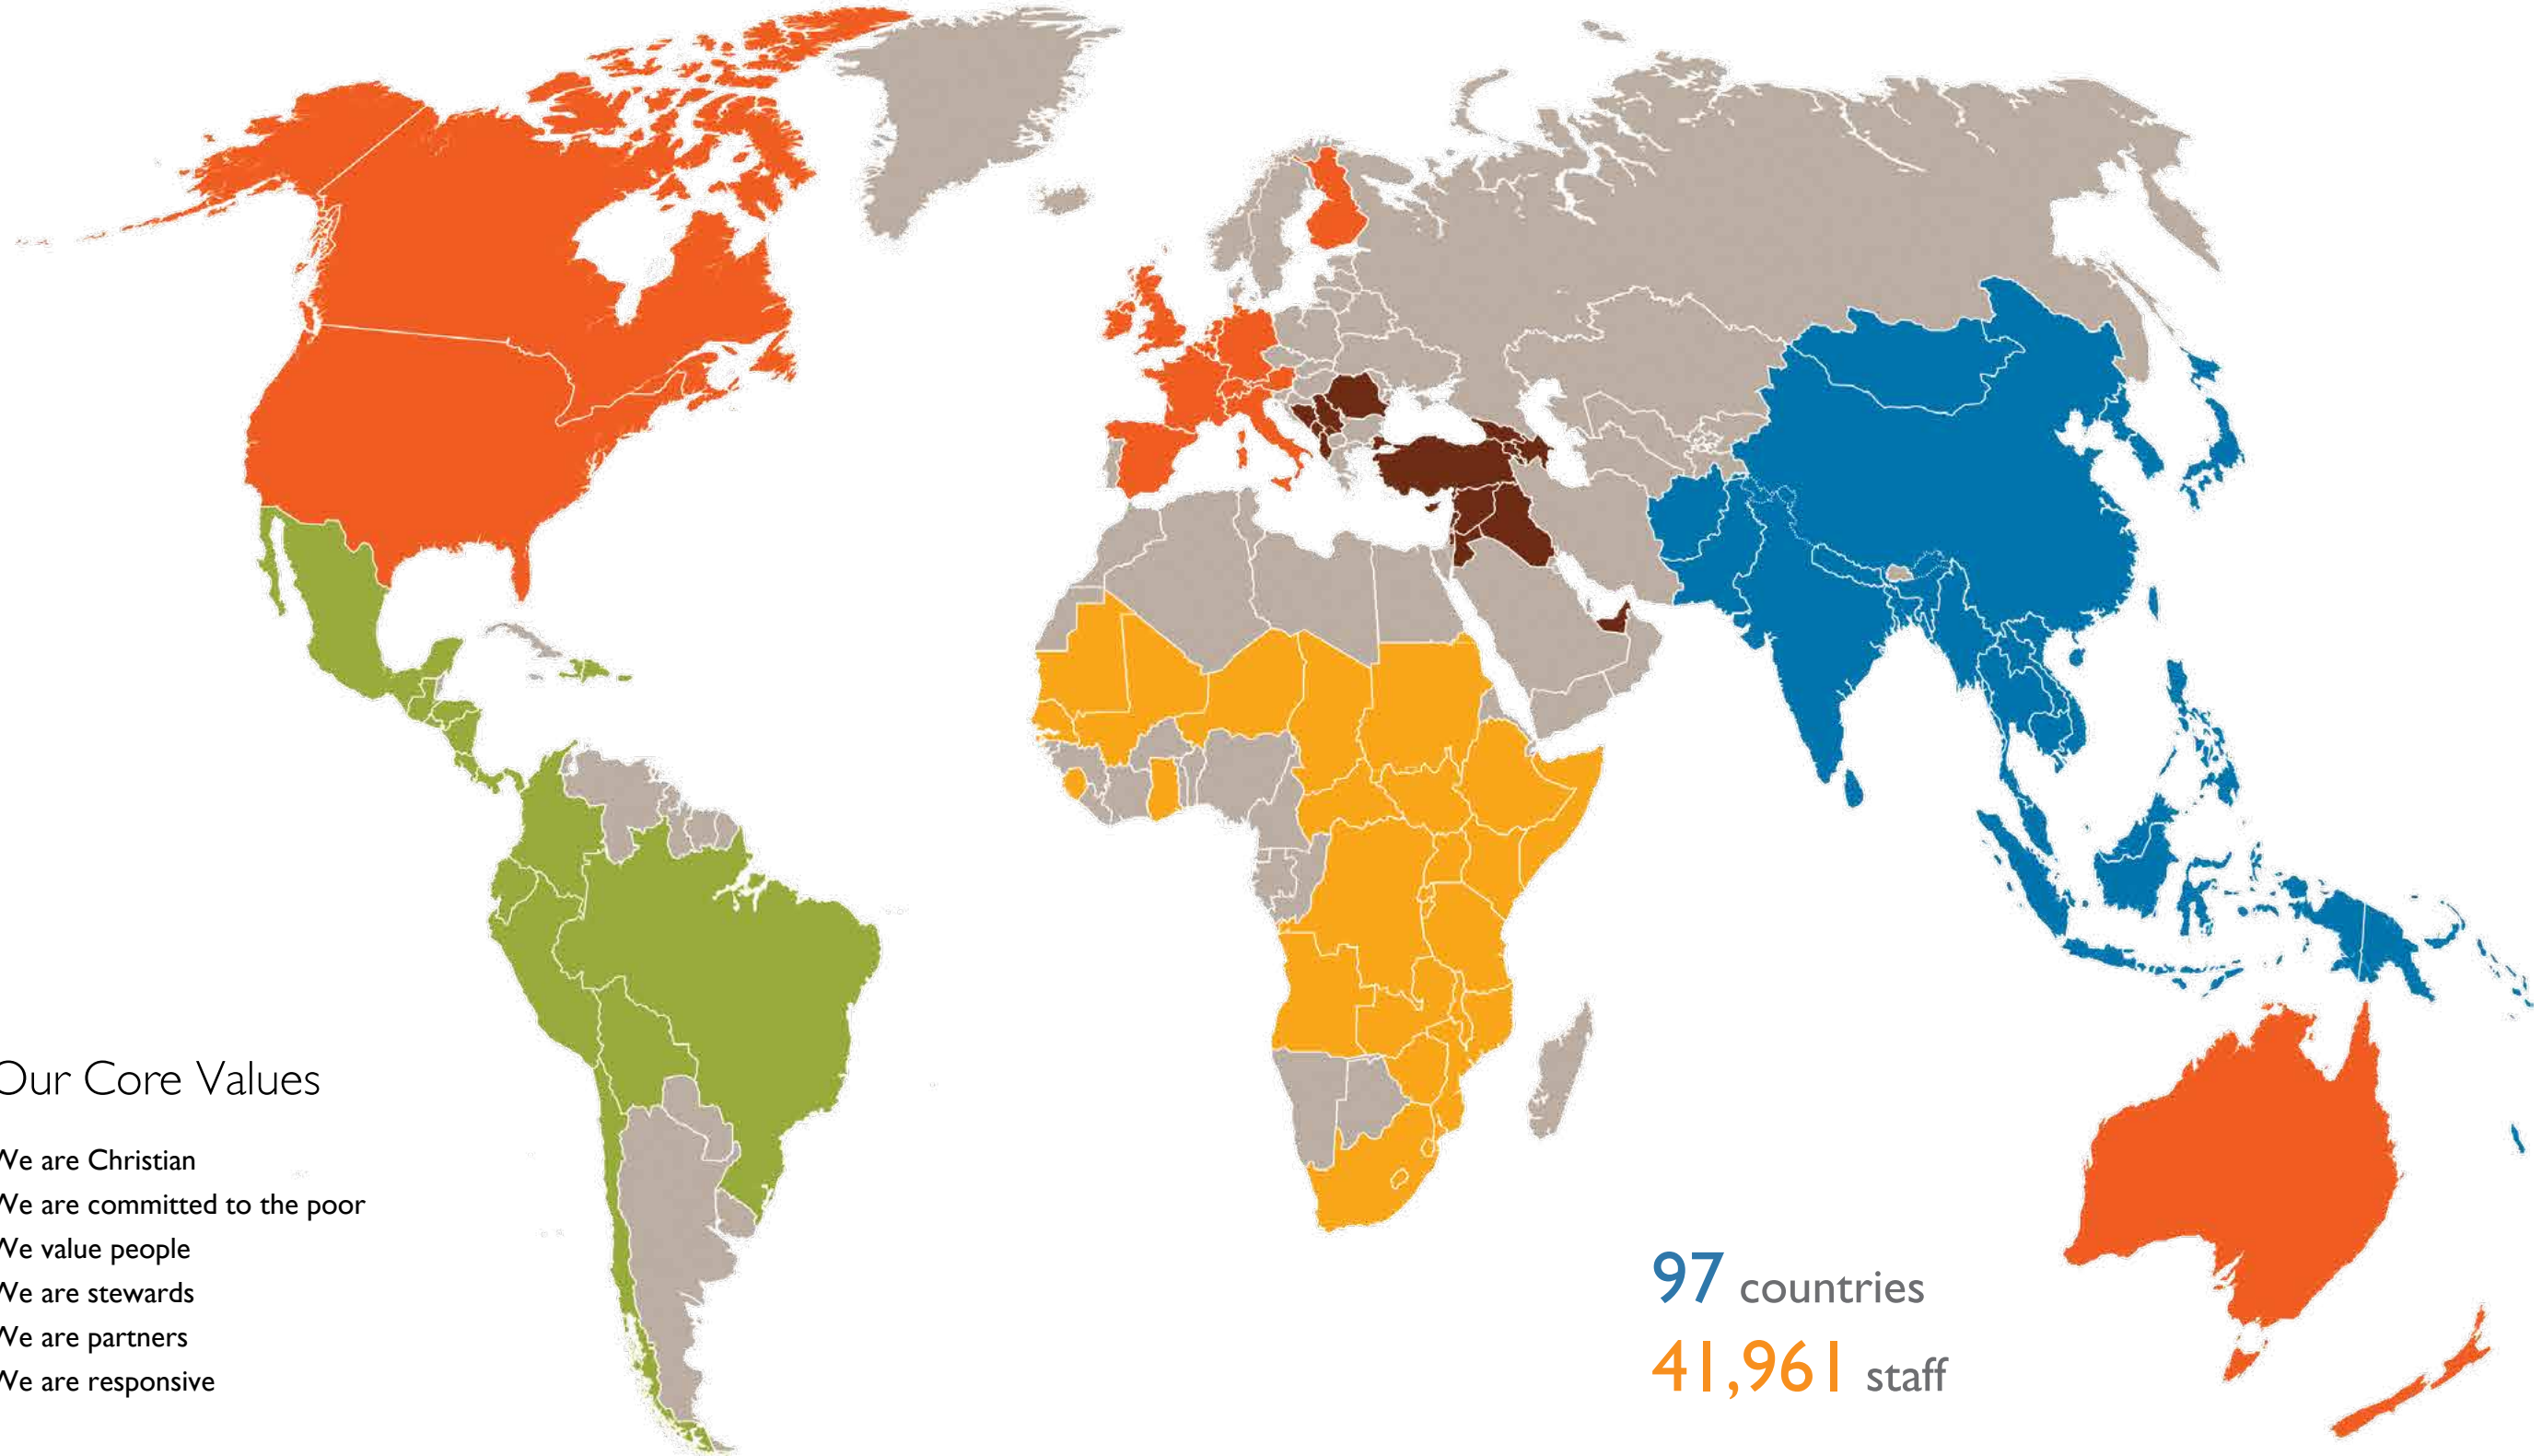 Our Core Values
We are Christian
We are committed to the poor
We value people
We are stewards
We are partners
We are responsive
97 countries
41,961 staff